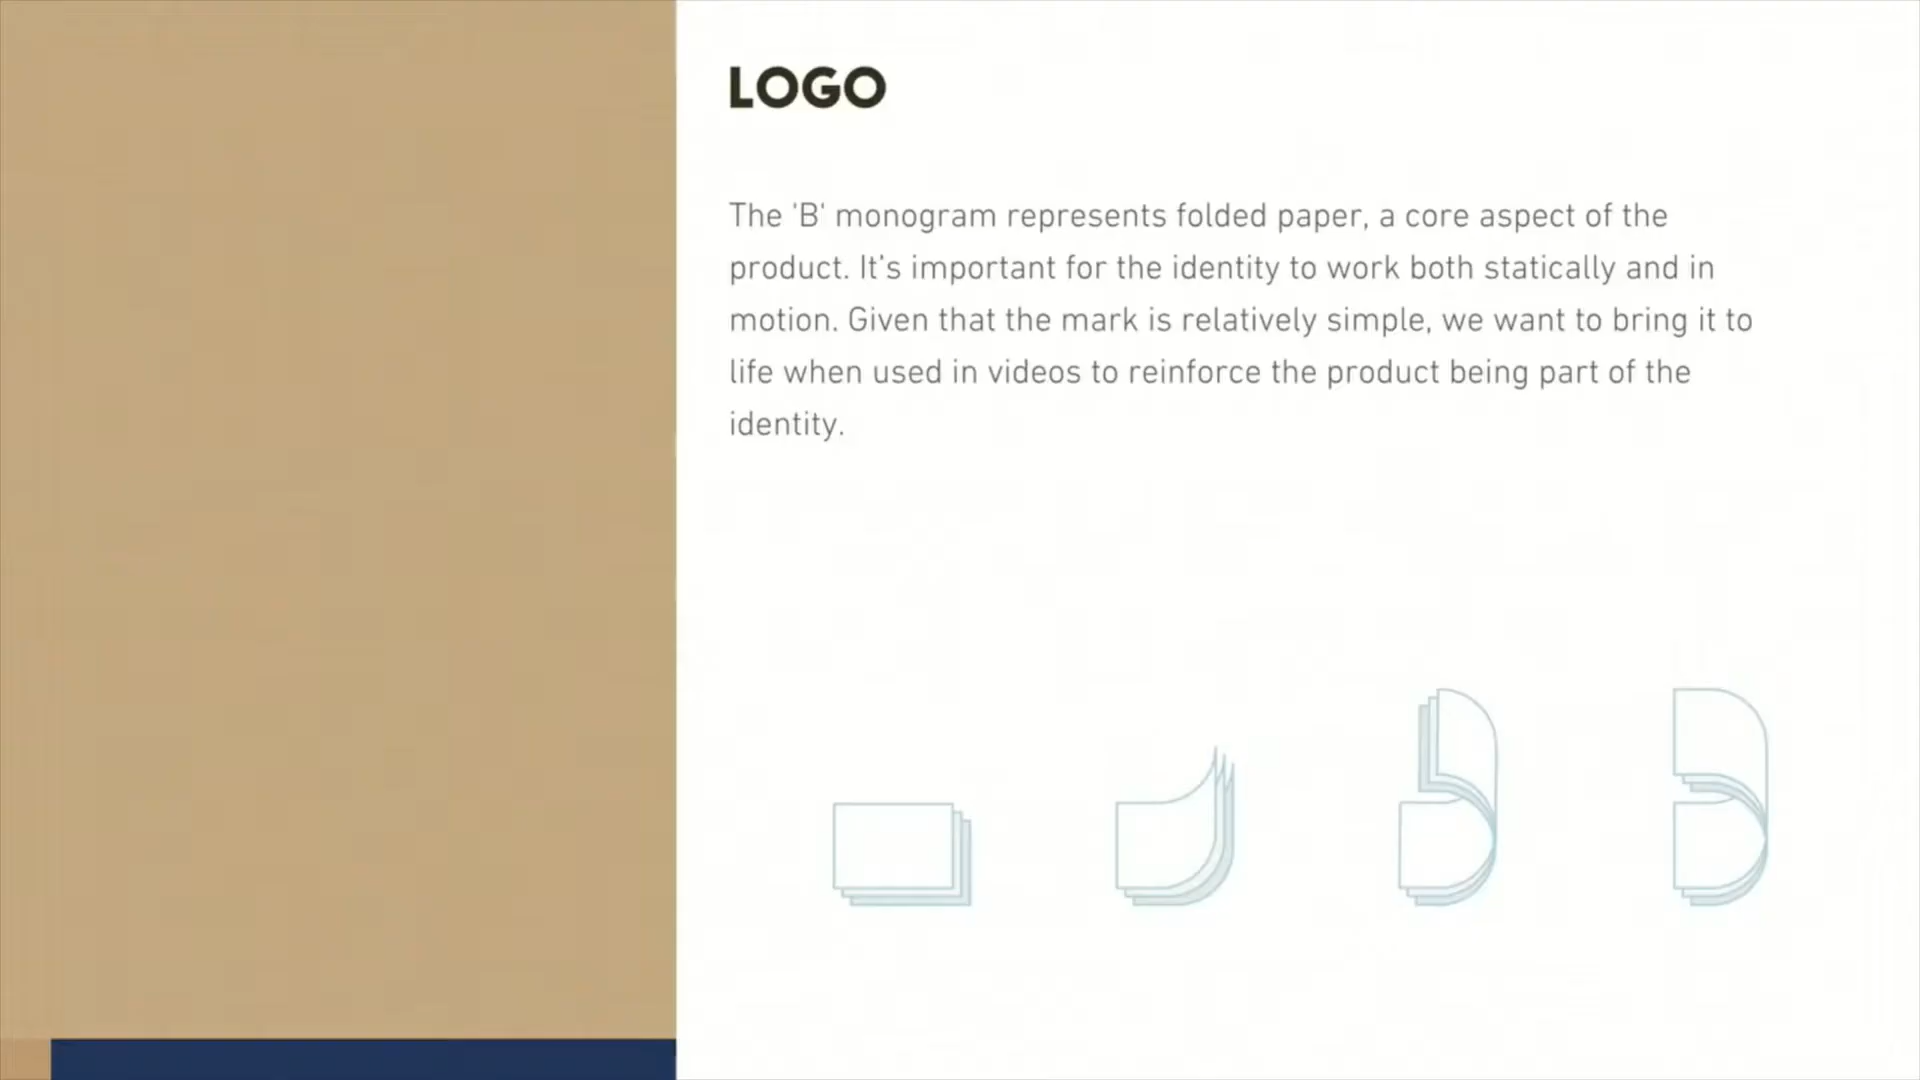 LOGO
The 'B' monogram represents folded paper, a core aspect of the
product. It's important for the identity to work both statically and in
motion. Given that the mark is relatively simple, we want to bring it to
life when used in videos to reinforce the product being part of the
identity.